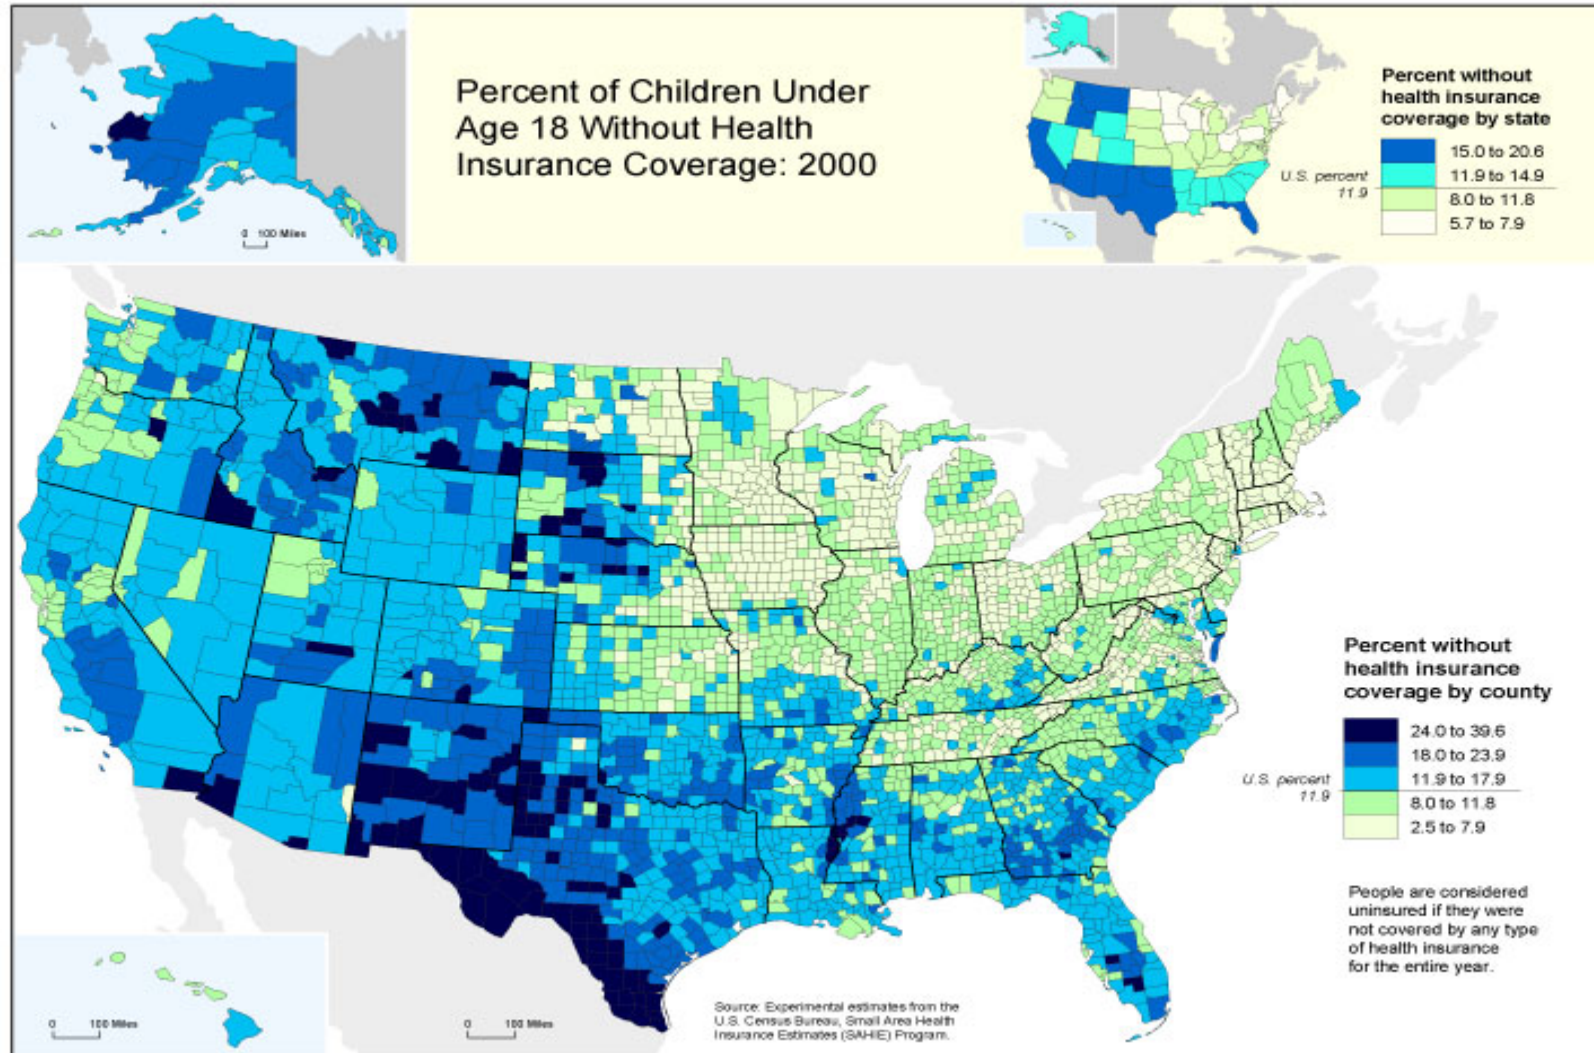 Percent of Children Under
Age 18 Without Health
Insurance Coverage: 2000
0 100 Miles
Percent without
health insurance
coverage by state
15.0 to 20.6
11.9 to 14.9
U.S. percent
11.9
8.0 to 11.8
5.7 to 7.9
Percent without
health insurance
coverage by county
24.0 to 39.6
18.0 to 23.9
11.9 to 17.9
U.S. percent
11.9
8.0 to 11.8
2.5 to 7.9
People are considered
uninsured if they were
not covered by any type
of health insurance
for the entire year.
0 100 Miles
0 100 Miles
Source: Experimental estimates from the
U.S. Census Bureau, Small Area Health
Insurance Estimates (SAHIE) Program.